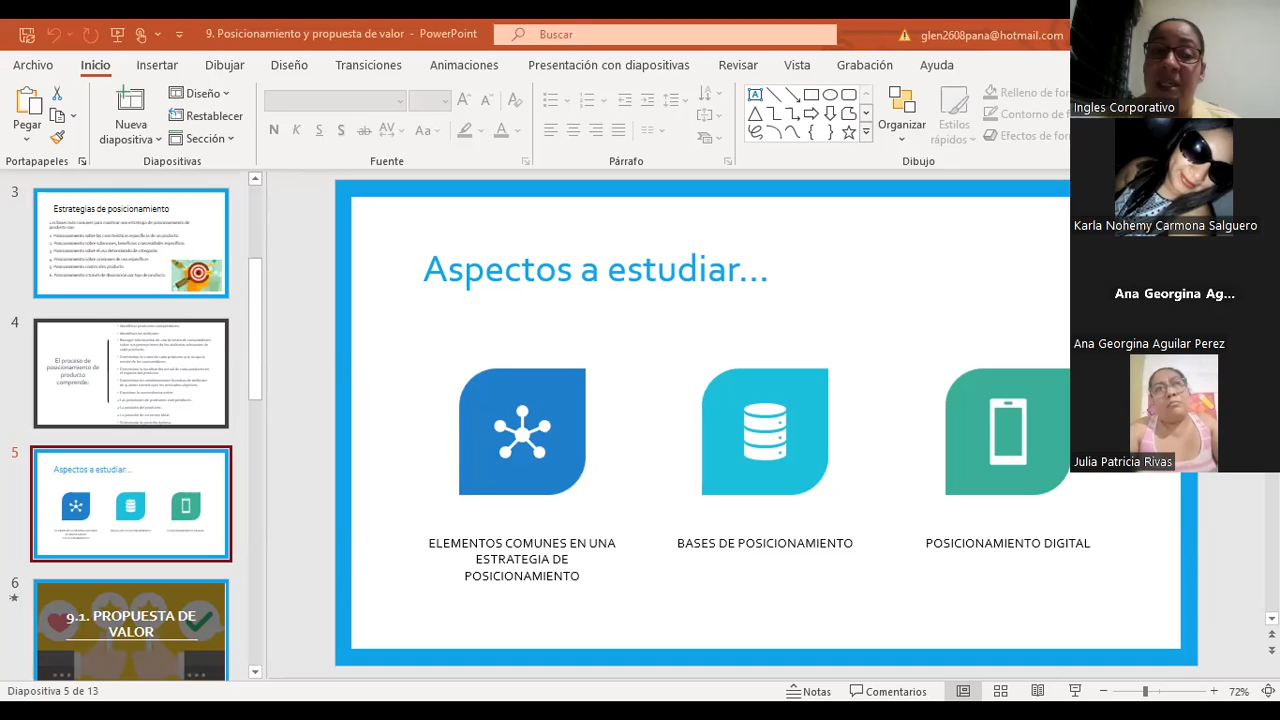 9. Posicionamiento y propuesta de valor - PowerPoint
Buscar
glen2608pana@hotmail.com
Archivo Inicio Insertar Dibujar Diseño Transiciones Animaciones Presentación con diapositivas Revisar Vista Grabación Ayuda
Pegar
Nueva diapositiva
Diseño
Restablecer
Sección
N K S S ab AV Aa A
Organizar
Estilos rápidos
Relleno de for
Contorno de
Efectos de form
Portapapeles Diapositivas Fuente Párrafo Dibujo
Ingles Corporativo
Karla Nohemy Carmona Salguero
Ana Georgina Ag...
Ana Georgina Aguilar Perez
Julia Patricia Rivas
3
Estrategias de posicionamiento
4
El proceso de
posicionamiento de
producto
comprende:
5
Aspectos a estudiar...
6
9.1. PROPUESTA DE
VALOR
Aspectos a estudiar...
ELEMENTOS COMUNES EN UNA
ESTRATEGIA DE
POSICIONAMIENTO
BASES DE POSICIONAMIENTO
POSICIONAMIENTO DIGITAL
Diapositiva 5 de 13
Notas
Comentarios
72%